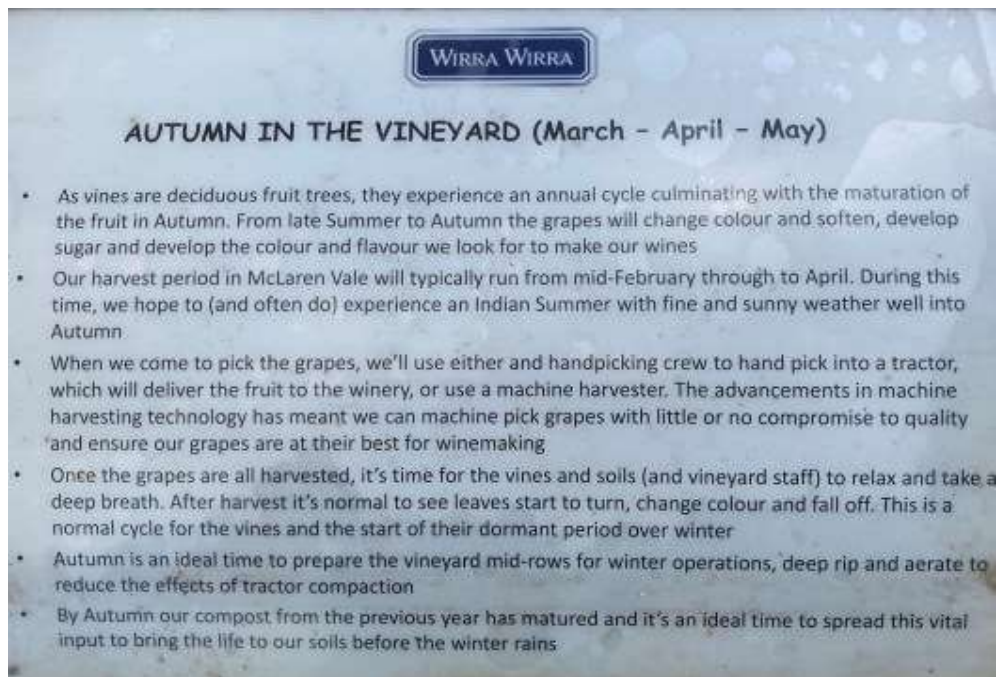 WIRRA WIRRA
AUTUMN IN THE VINEYARD (March – April – May)
• As vines are deciduous fruit trees, they experience an annual cycle culminating with the maturation of
the fruit in Autumn. From late Summer to Autumn the grapes will change colour and soften, develop
sugar and develop the colour and flavour we look for to make our wines
• Our harvest period in McLaren Vale will typically run from mid-February through to April. During this
time, we hope to (and often do) experience an Indian Summer with fine and sunny weather well into
Autumn
• When we come to pick the grapes, we'll use either and handpicking crew to hand pick into a tractor,
which will deliver the fruit to the winery, or use a machine harvester. The advancements in machine
harvesting technology has meant we can machine pick grapes with little or no compromise to quality
and ensure our grapes are at their best for winemaking
• Once the grapes are all harvested, it's time for the vines and soils (and vineyard staff) to relax and take a
deep breath. After harvest it's normal to see leaves start to turn, change colour and fall off. This is a
normal cycle for the vines and the start of their dormant period over winter
• Autumn is an ideal time to prepare the vineyard mid-rows for winter operations, deep rip and aerate to
reduce the effects of tractor compaction
• By Autumn our compost from the previous year has matured and it's an ideal time to spread this vital
input to bring the life to our soils before the winter rains